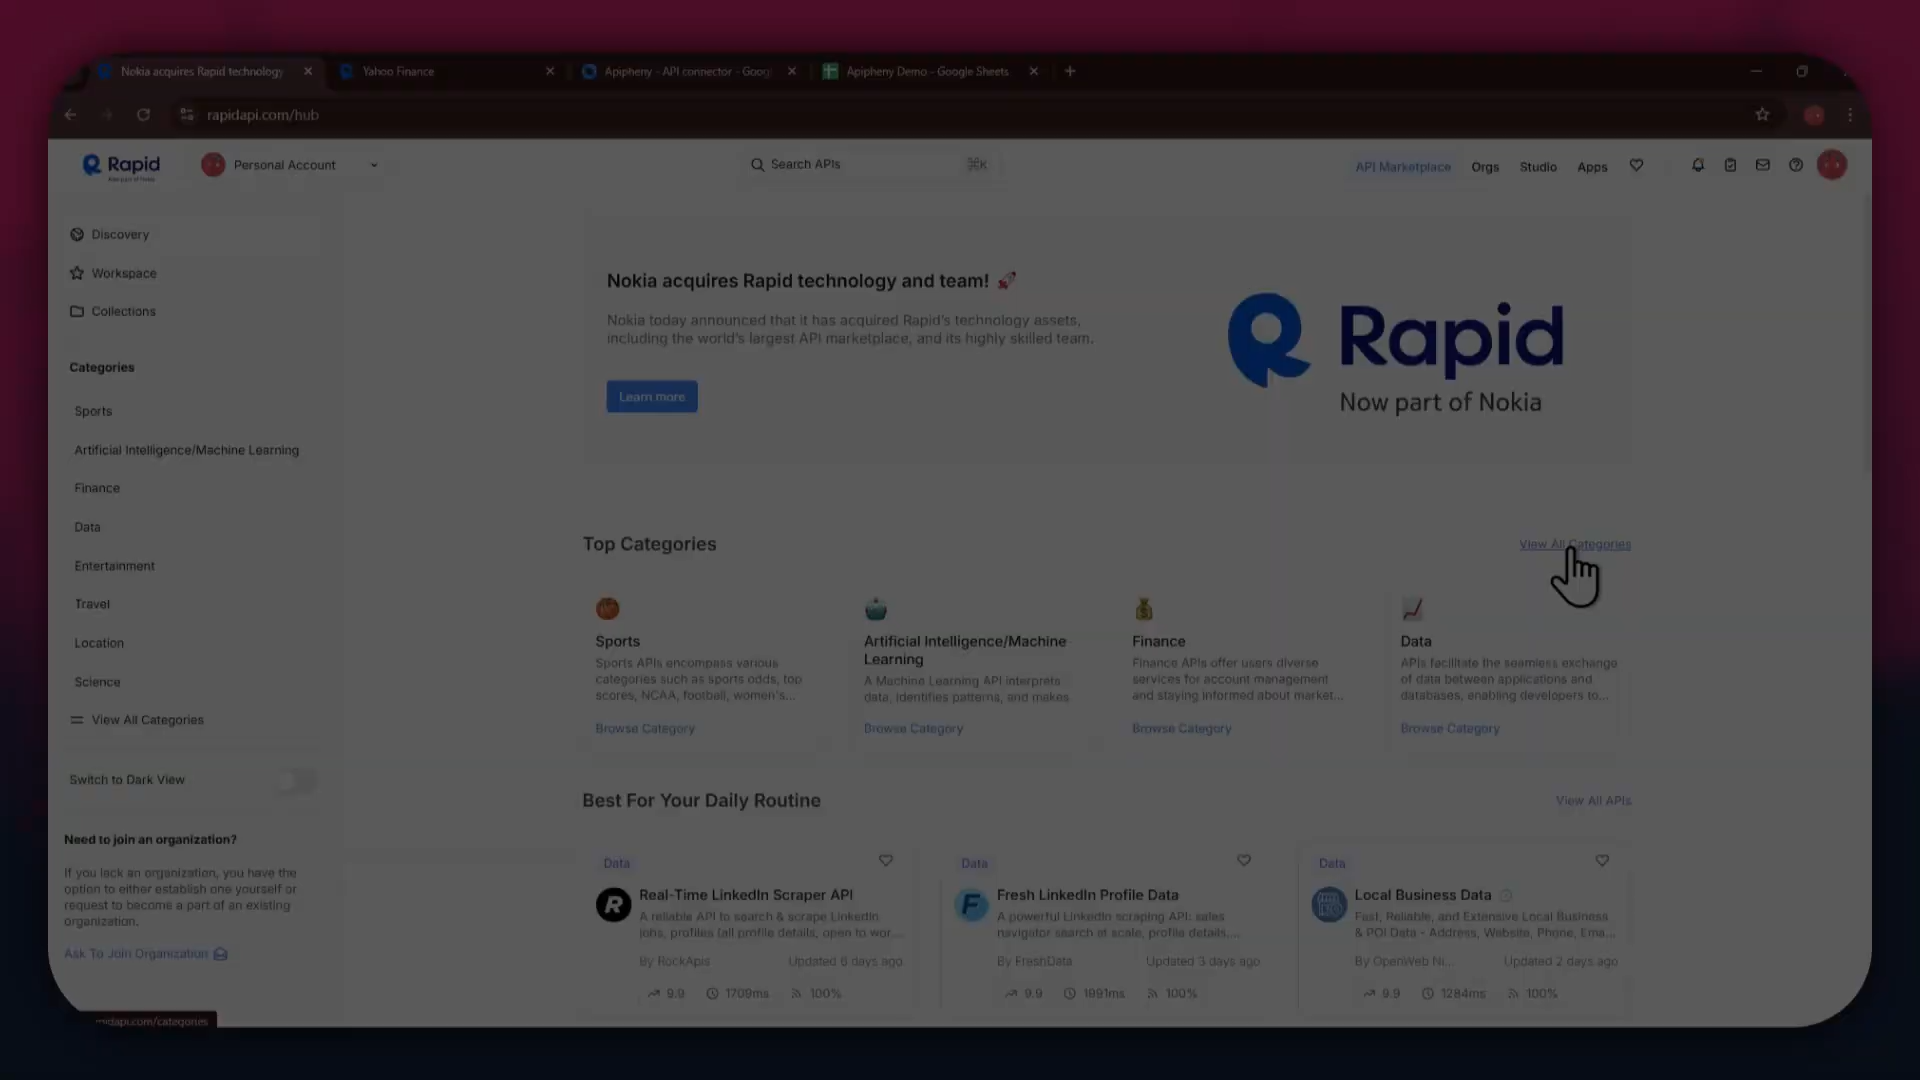 Nokia acquires Rapid technology
Yahoo Finance
Apipheny - API connector - Goog
Apipheny Demo - Google Sheets
rapidapi.com/hub
Rapid
Now part of Nokia
Personal Account
Search APIs
⌘K
API Marketplace
Orgs
Studio
Apps
Discovery
Workspace
Collections
Categories
Sports
Artificial Intelligence/Machine Learning
Finance
Data
Entertainment
Travel
Location
Science
View All Categories
Switch to Dark View
Need to join an organization?
If you lack an organization, you have the
option to either establish one yourself or
request to become a part of an existing
organization.
Ask To Join Organization
Nokia acquires Rapid technology and team! 🚀
Nokia today announced that it has acquired Rapid's technology assets,
including the world's largest API marketplace, and its highly skilled team.
Learn more
Rapid
Now part of Nokia
Top Categories
View All Categories
Sports
Sports APIs encompass various
categories such as sports odds, top
scores, NCAA, football, women's...
Browse Category
Artificial Intelligence/Machine
Learning
A Machine Learning API interprets
data, identifies patterns, and makes
Browse Category
Finance
Finance APIs offer users diverse
services for account management
and staying informed about market...
Browse Category
Data
APIs facilitate the seamless exchange
of data between applications and
databases, enabling developers to...
Browse Category
Best For Your Daily Routine
View All APIs
Data
Real-Time LinkedIn Scraper API
A reliable API to search & scrape LinkedIn
jobs, profiles (all profile details, open to wor...
By RockApis
Updated 6 days ago
9.9
1709ms
100%
Data
Fresh LinkedIn Profile Data
A powerful LinkedIn scraping API: sales
navigator search at scale, profile details,...
By FreshData
Updated 3 days ago
9.9
1991ms
100%
Data
Local Business Data
Fast, Reliable, and Extensive Local Business
& POI Data - Address, Website, Phone, Ema...
By OpenWeb Ni...
Updated 2 days ago
9.9
1284ms
100%
midapi.com/categories